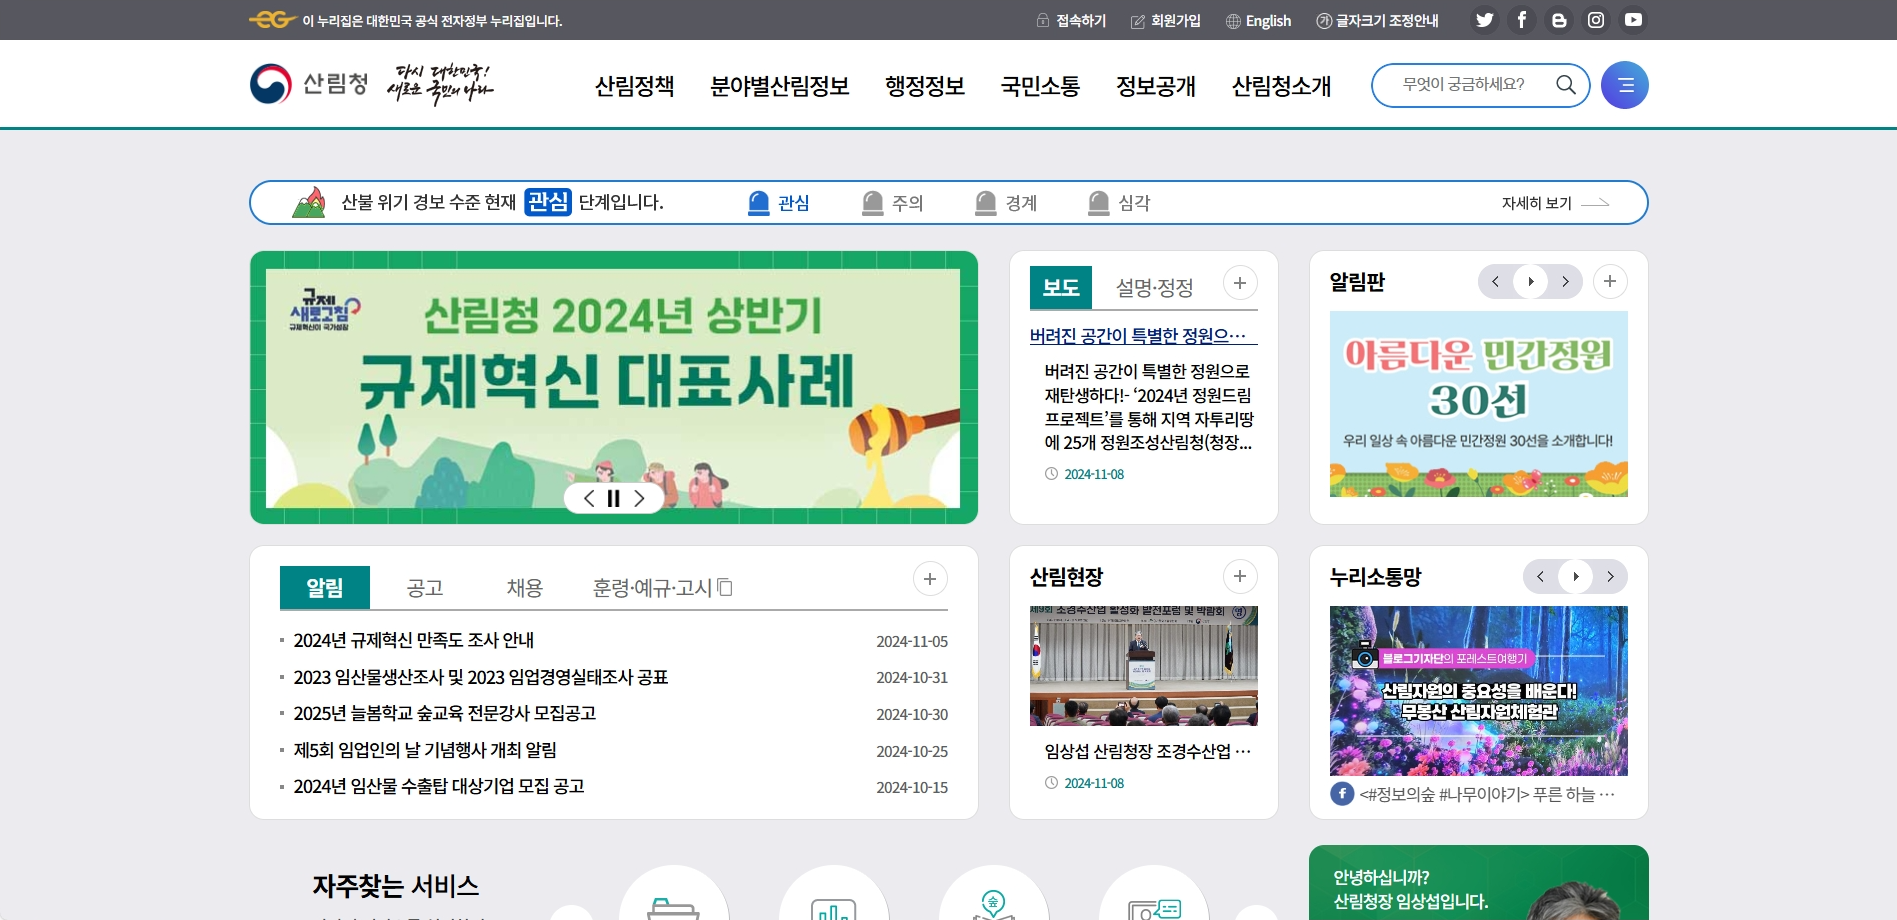 이 누리집은 대한민국 공식 전자정부 누리집입니다.
접속하기
회원가입
English
가 글자크기 조정안내
산림청
다시 대한민국!
새로운 국민의 나라
산림정책
분야별산림정보
행정정보
국민소통
정보공개
산림청소개
무엇이 궁금하세요?
산불 위기 경보 수준 현재 관심 단계입니다.
관심
주의
경계
심각
자세히 보기
규제
새로고침
규제혁신이 국가성장
산림청 2024년 상반기
규제혁신 대표사례
보도
설명·정정
버려진 공간이 특별한 정원으…
버려진 공간이 특별한 정원으로
재탄생하다!- ‘2024년 정원드림
프로젝트’를 통해 지역 자투리땅
에 25개 정원조성산림청(청장...
2024-11-08
알림판
아름다운 민간정원
30선
우리 일상 속 아름다운 민간정원 30선을 소개합니다!
알림
공고
채용
훈령·예규·고시
2024년 규제혁신 만족도 조사 안내 2024-11-05
2023 임산물생산조사 및 2023 임업경영실태조사 공표 2024-10-31
2025년 늘봄학교 숲교육 전문강사 모집공고 2024-10-30
제5회 임업인의 날 기념행사 개최 알림 2024-10-25
2024년 임산물 수출탑 대상기업 모집 공고 2024-10-15
산림현장
제9회 조경수산업 활성화 발전포럼 및 박람회
임상섭 산림청장 조경수산업 …
2024-11-08
누리소통망
블로그기자단의 포레스트여행기
산림자원의 중요성을 배운다!
무봉산 산림자원체험관
<#정보의숲 #나무이야기> 푸른 하늘 …
자주찾는 서비스
숲
안녕하십니까?
산림청장 임상섭입니다.